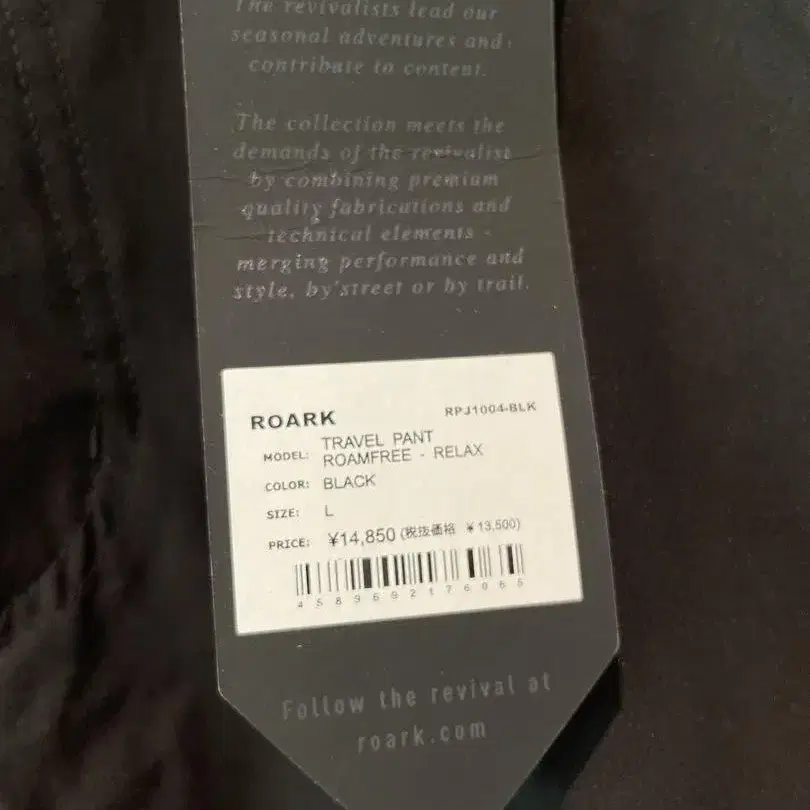 The revivalists lead our
seasonal adventures and
contribute to content.
The collection meets the
demands of the revivalist
by combining premium
quality fabrications and
technical elements -
merging performance and
style, by street or by trail.
ROARK
RPJ1004-BLK
MODEL: TRAVEL PANT
ROAMFREE - RELAX
COLOR: BLACK
SIZE: L
PRICE: ¥14,850 (税抜価格 ¥13,500)
4 589692 176065
Follow the revival at
roark.com